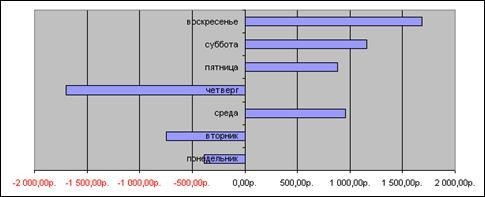 воскресенье
суббота
пятница
четверг
среда
вторник
понедельник
-2 000,00р. -1 500,00р. -1 000,00р. -500,00р. 0,00р. 500,00р. 1 000,00р. 1 500,00р. 2 000,00р.